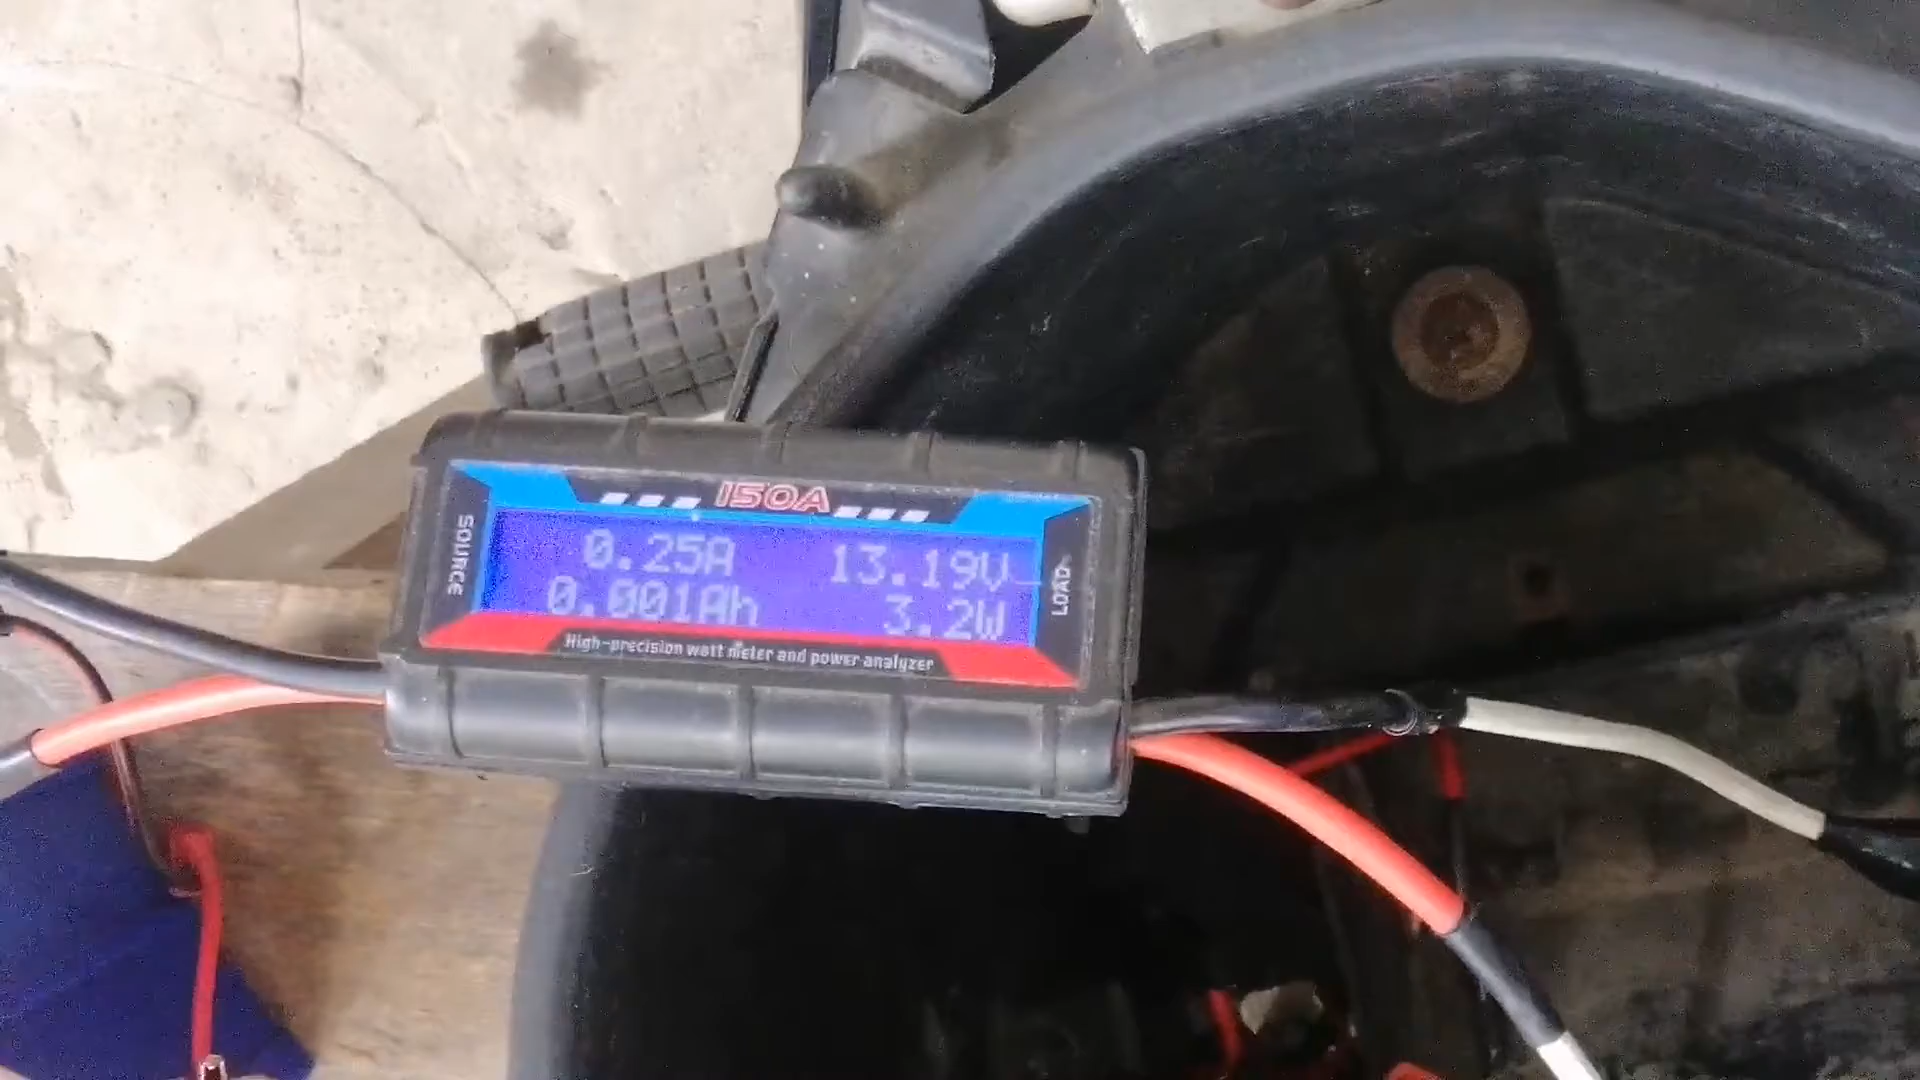 150A
SOURCE
0.25A 13.19V
0.001Ah 3.2W
LOAD
High-precision watt meter and power analyzer